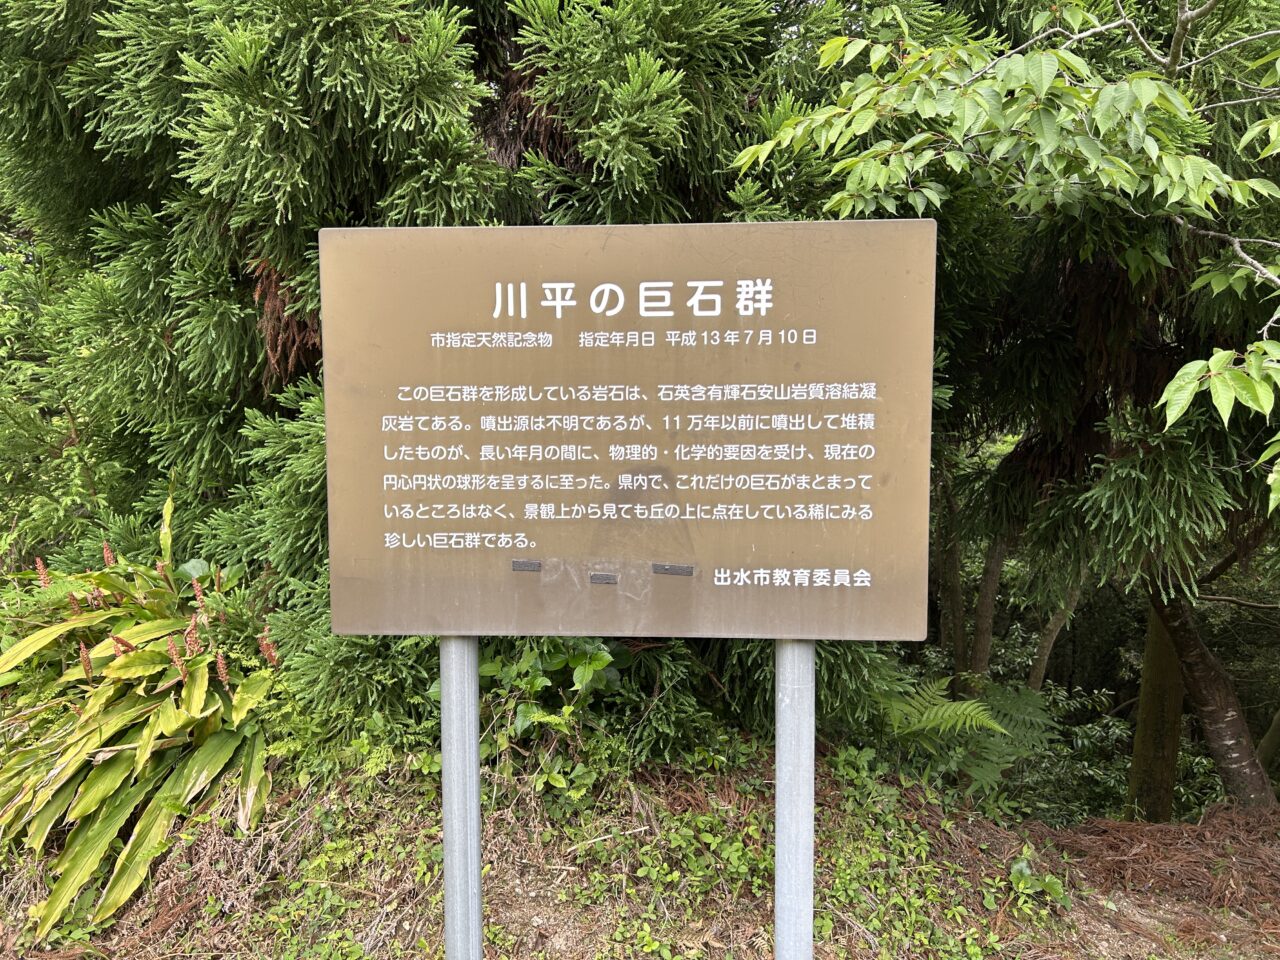 川平の巨石群
市指定天然記念物　指定年月日 平成13年7月10日
この巨石群を形成している岩石は、石英含有輝石安山岩質溶結凝
灰岩てある。噴出源は不明であるが、11万年以前に噴出して堆積
したものが、長い年月の間に、物理的・化学的要因を受け、現在の
円心円状の球形を呈するに至った。県内で、これだけの巨石がまとまって
いるところはなく、景観上から見ても丘の上に点在している稀にみる
珍しい巨石群である。
出水市教育委員会